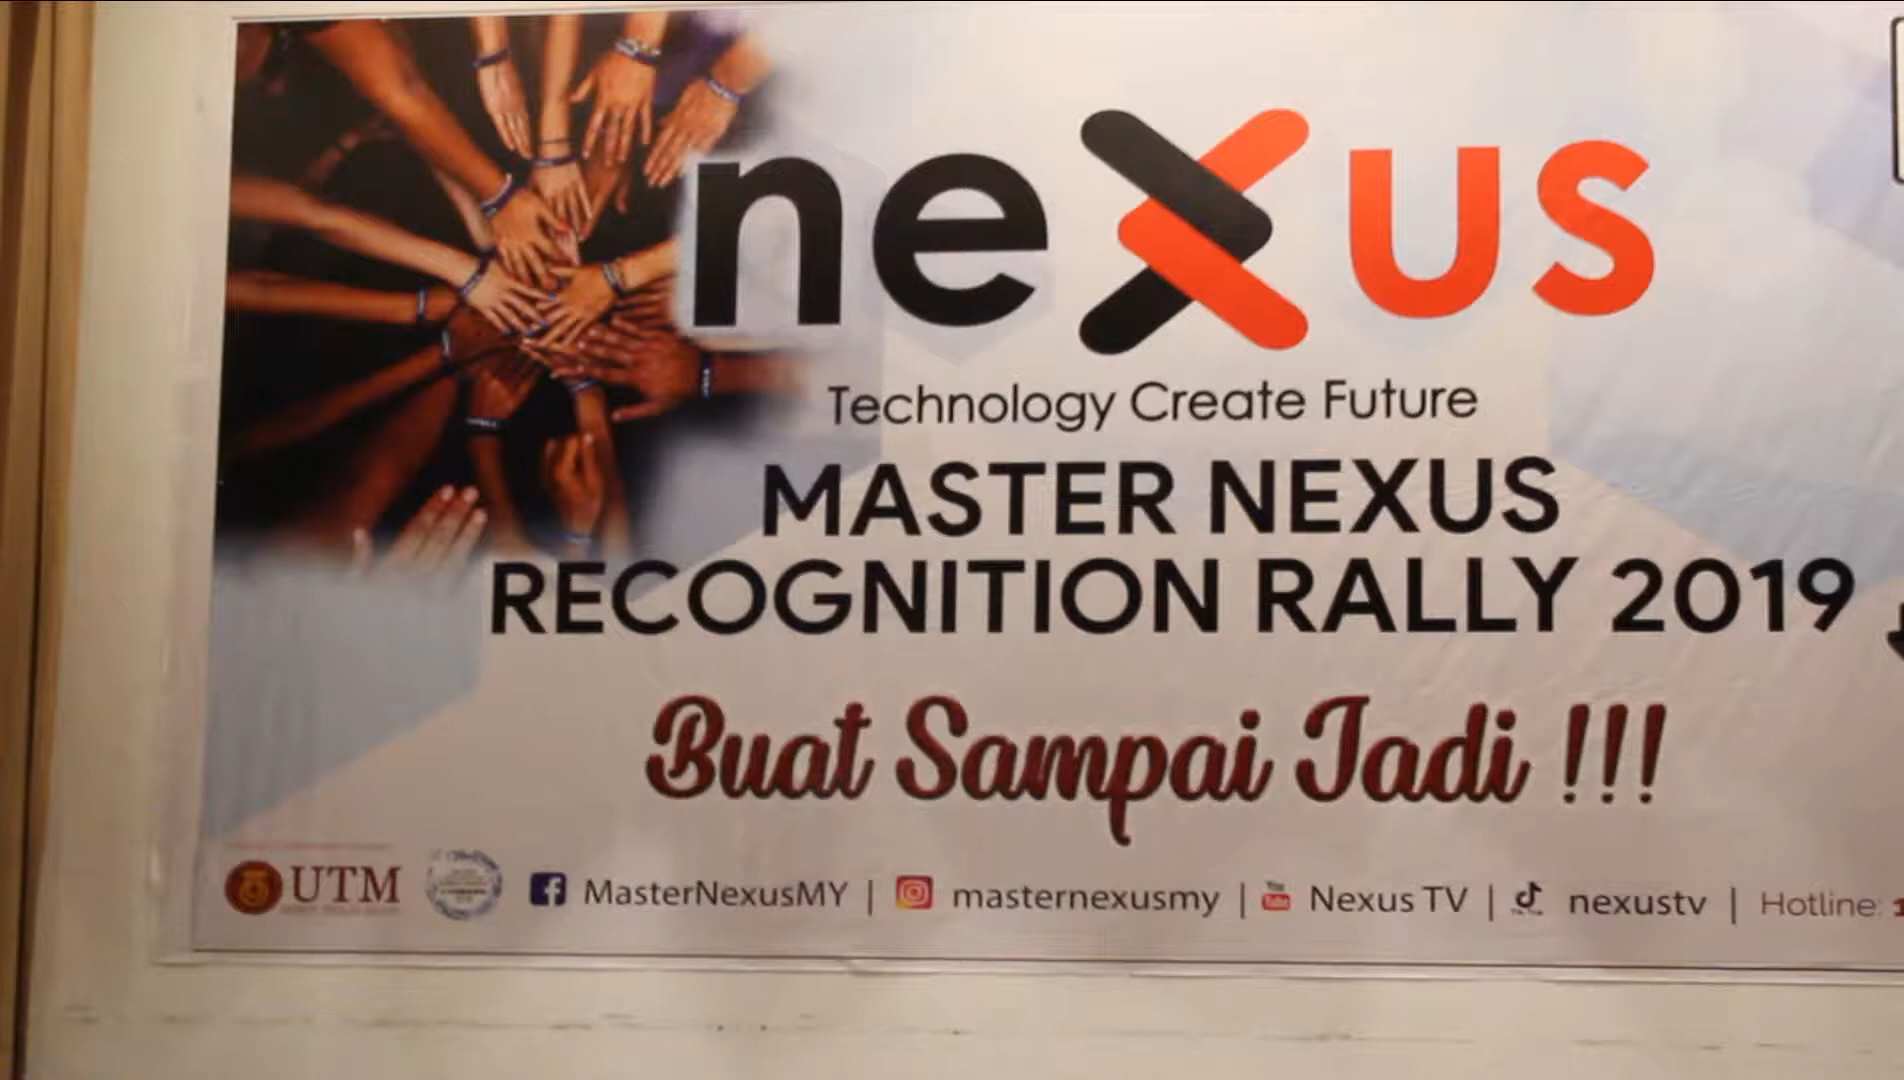 neXus
Technology Create Future
MASTER NEXUS
RECOGNITION RALLY 2019
Buat Sampai Jadi !!!
UTM MasterNexusMY | masternexusmy | Nexus TV | nexustv | Hotline: